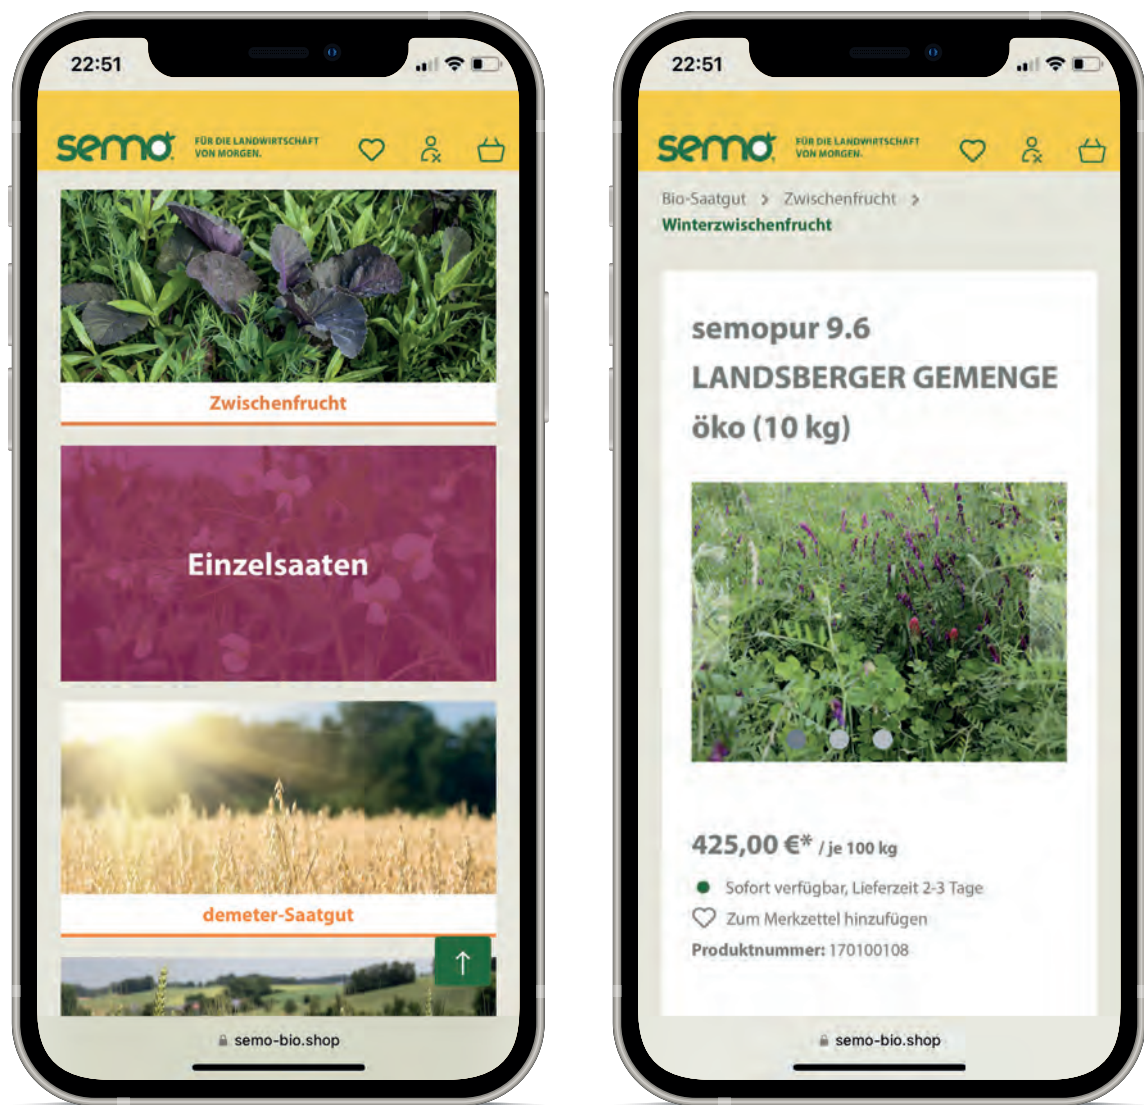 22:51
semo
FÜR DIE LANDWIRTSCHAFT
VON MORGEN.
Zwischenfrucht
Einzelsaaten
demeter-Saatgut
semo-bio.shop
22:51
semo
FÜR DIE LANDWIRTSCHAFT
VON MORGEN.
Bio-Saatgut > Zwischenfrucht >
Winterzwischenfrucht
semopur 9.6
LANDSBERGER GEMENGE
öko (10 kg)
425,00 €* / je 100 kg
Sofort verfügbar, Lieferzeit 2-3 Tage
Zum Merkzettel hinzufügen
Produktnummer: 170100108
semo-bio.shop